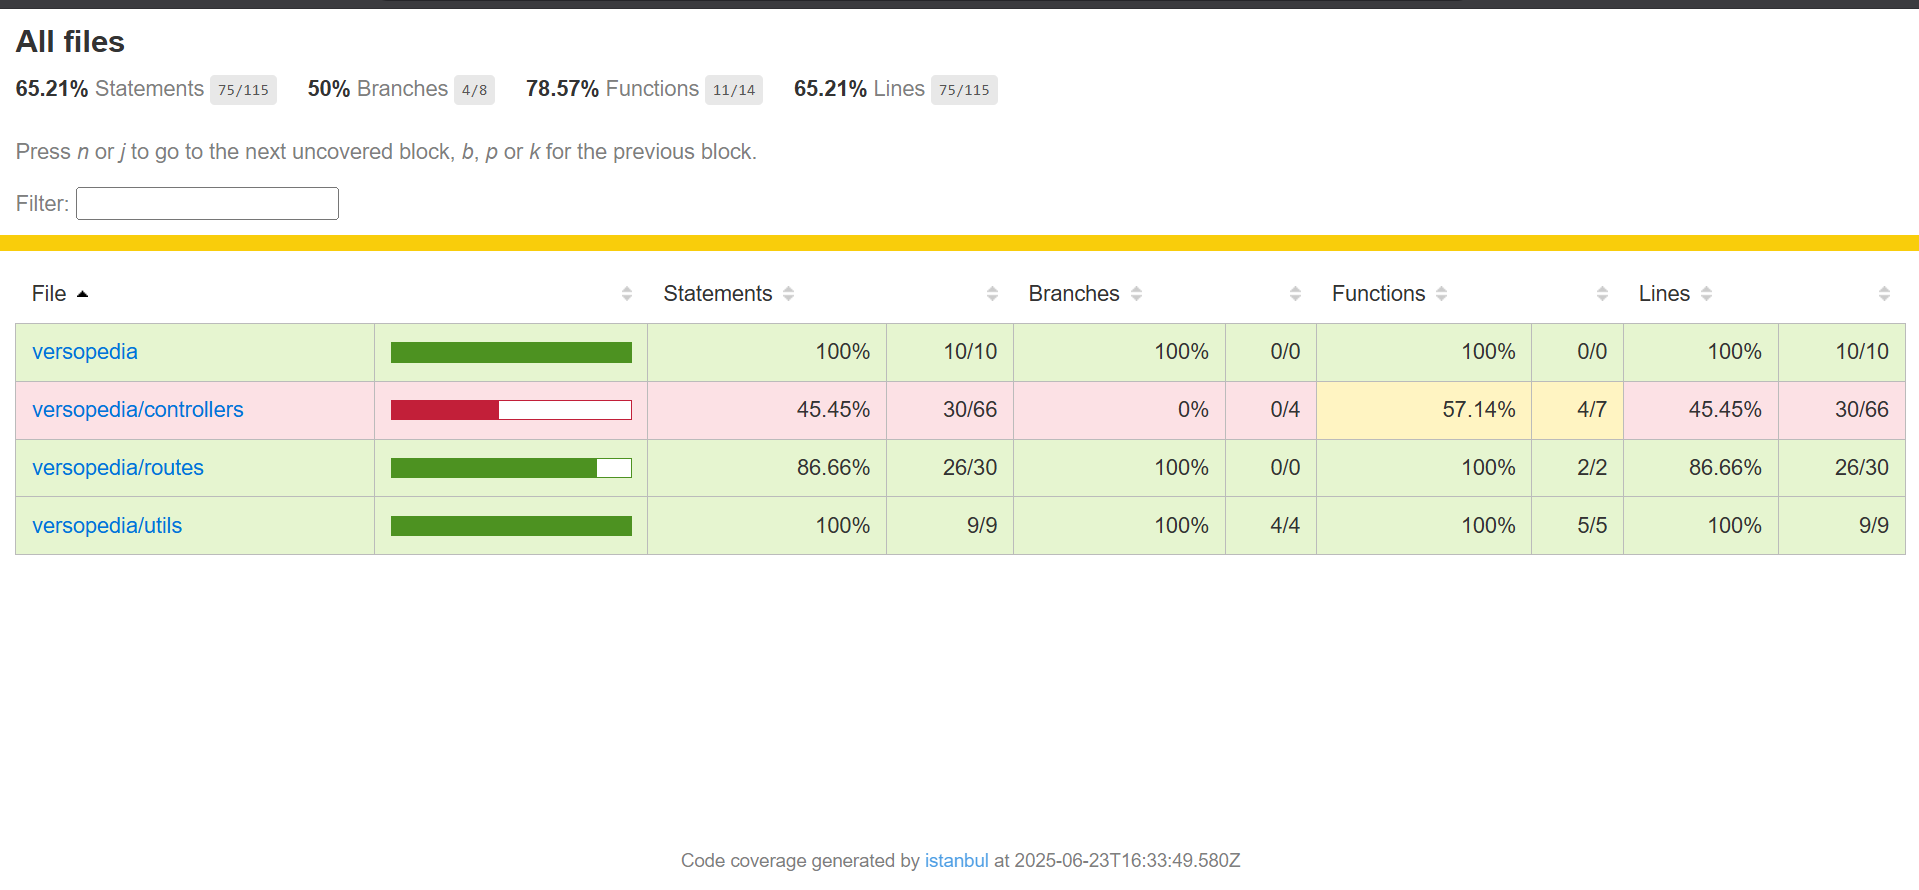 All files
65.21% Statements 75/115 50% Branches 4/8 78.57% Functions 11/14 65.21% Lines 75/115
Press n or j to go to the next uncovered block, b, p or k for the previous block.
Filter:
File Statements Branches Functions Lines
versopedia 100% 10/10 100% 0/0 100% 0/0 100% 10/10
versopedia/controllers 45.45% 30/66 0% 0/4 57.14% 4/7 45.45% 30/66
versopedia/routes 86.66% 26/30 100% 0/0 100% 2/2 86.66% 26/30
versopedia/utils 100% 9/9 100% 4/4 100% 5/5 100% 9/9
Code coverage generated by istanbul at 2025-06-23T16:33:49.580Z